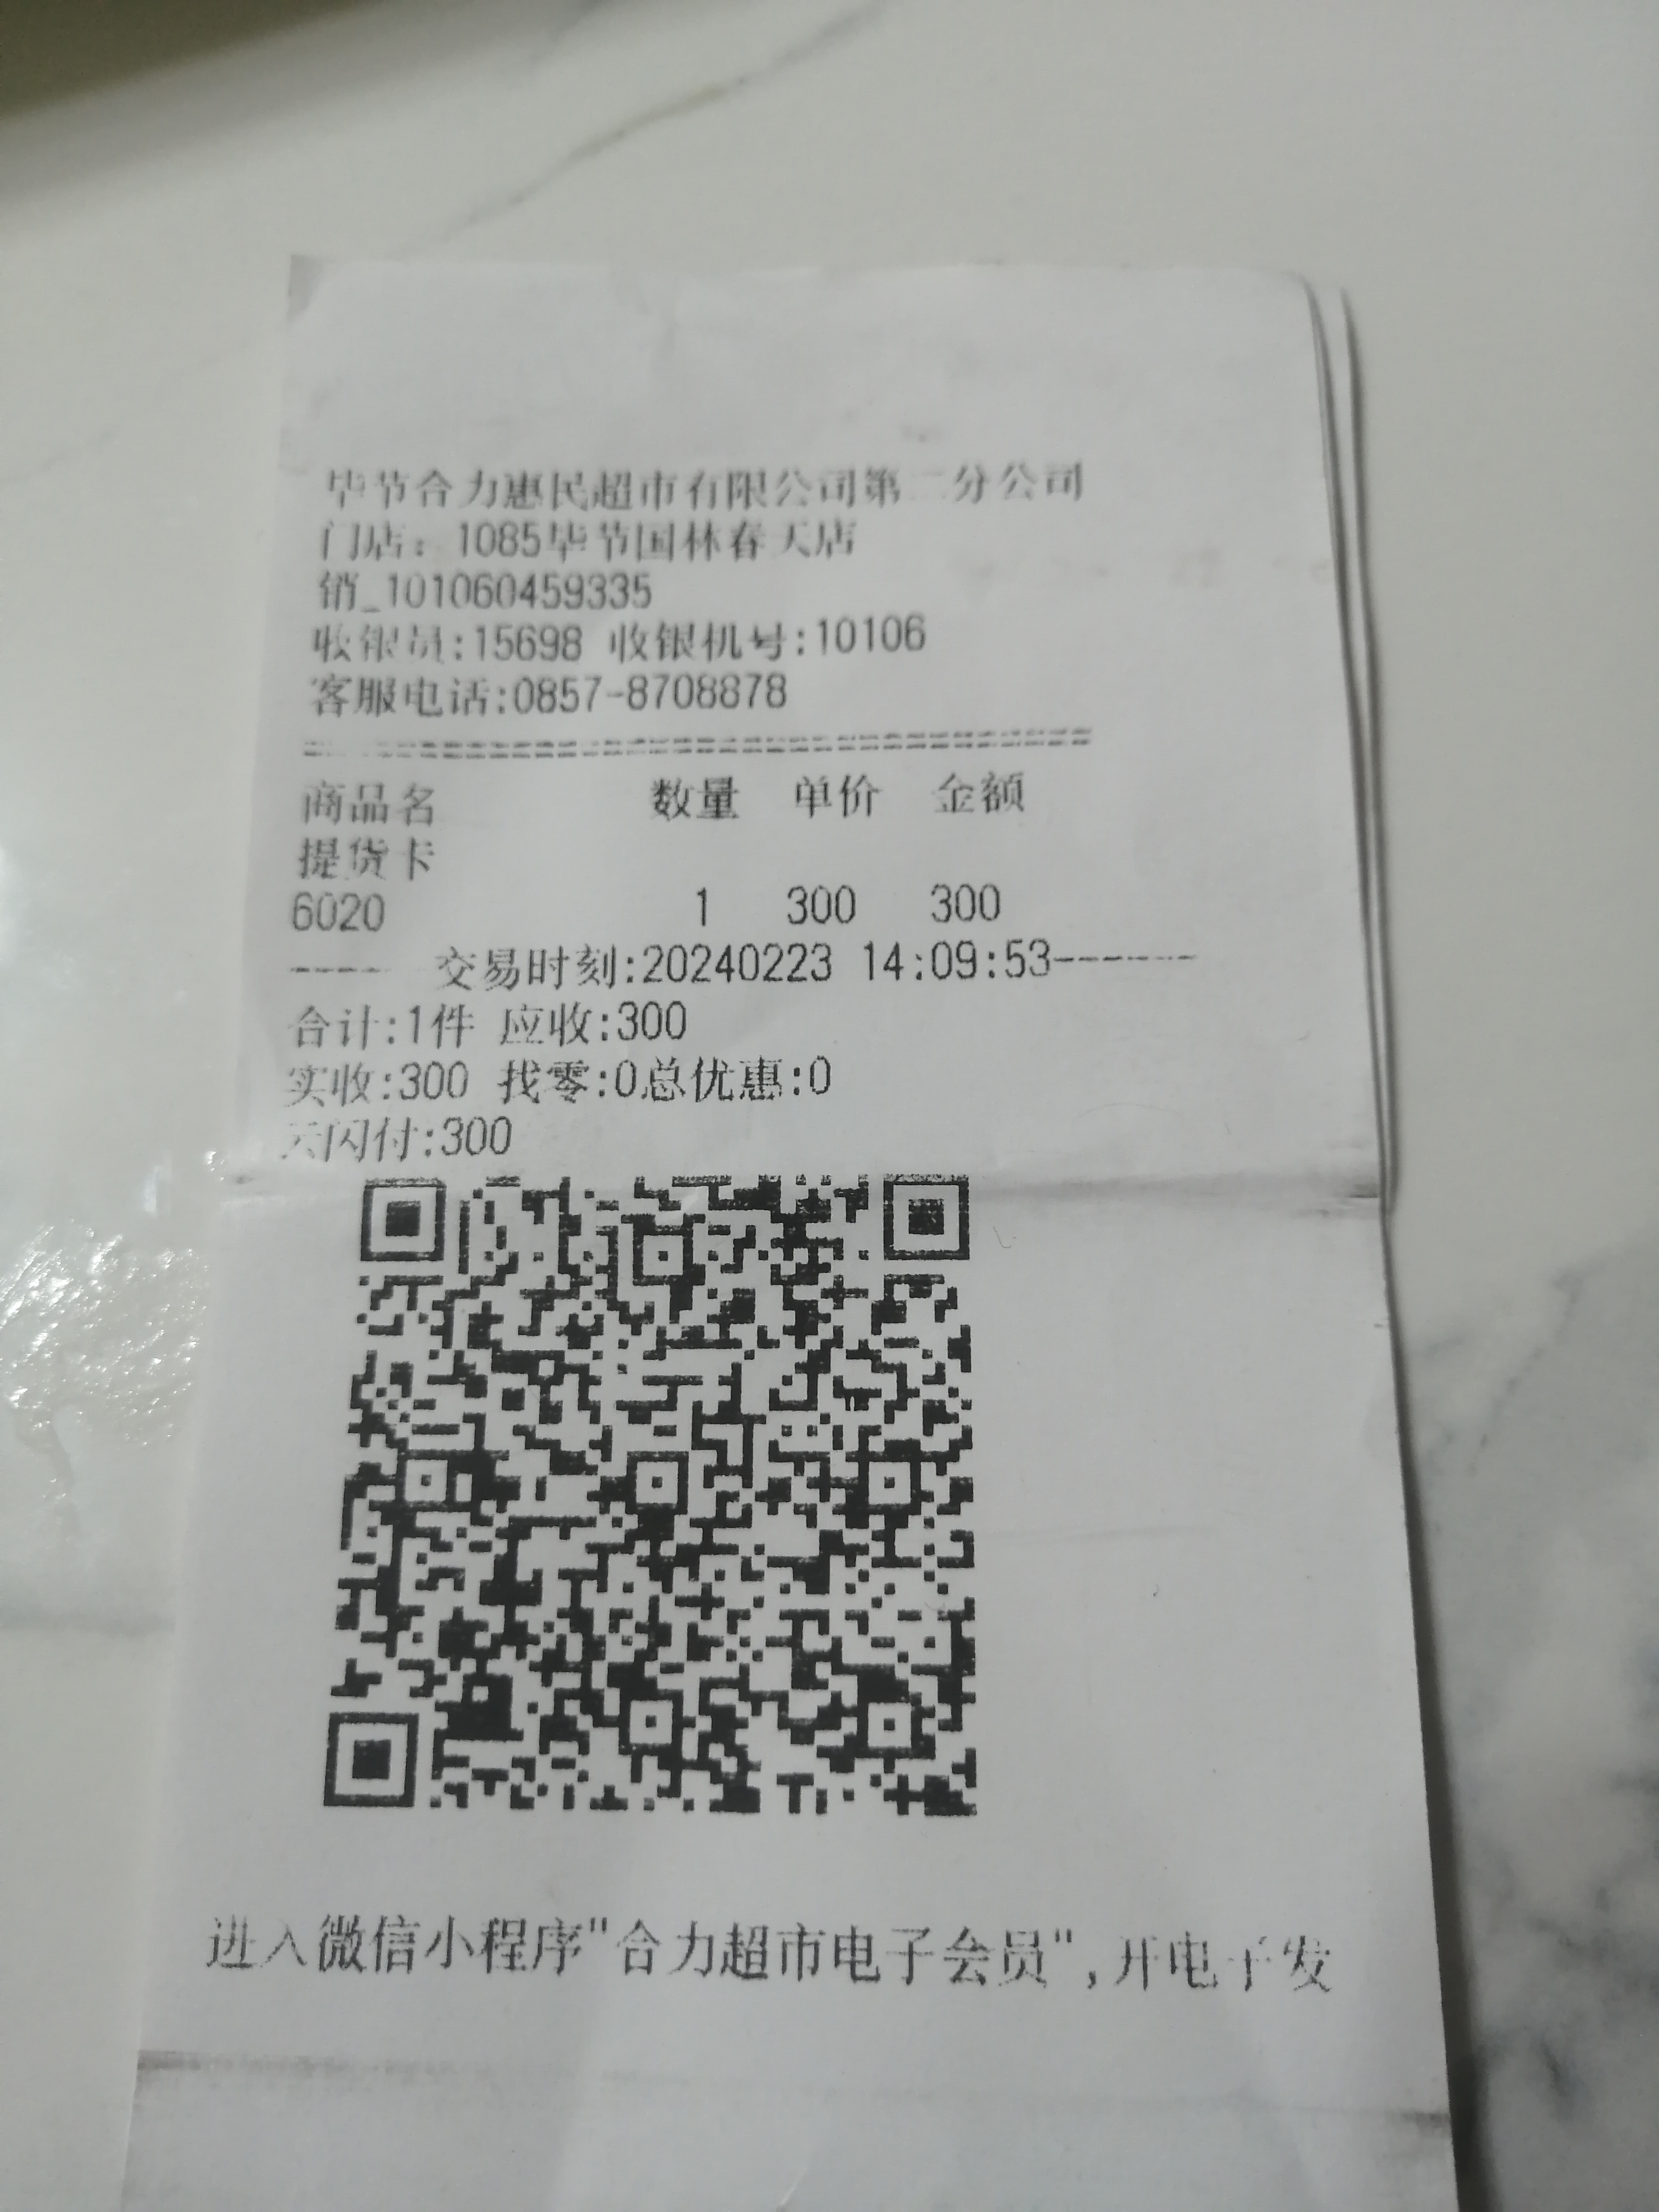 毕节合力惠民超市有限公司第二分公司
门店：1085毕节国林春天店
销_101060459335
收银员:15698 收银机号:10106
客服电话:0857-8708878
==================================
商品名 数量 单价 金额
提货卡
6020 1 300 300
---- 交易时刻:20240223 14:09:53------
合计:1件 应收:300
实收:300 找零:0总优惠:0
云闪付:300
进入微信小程序"合力超市电子会员",开电子发